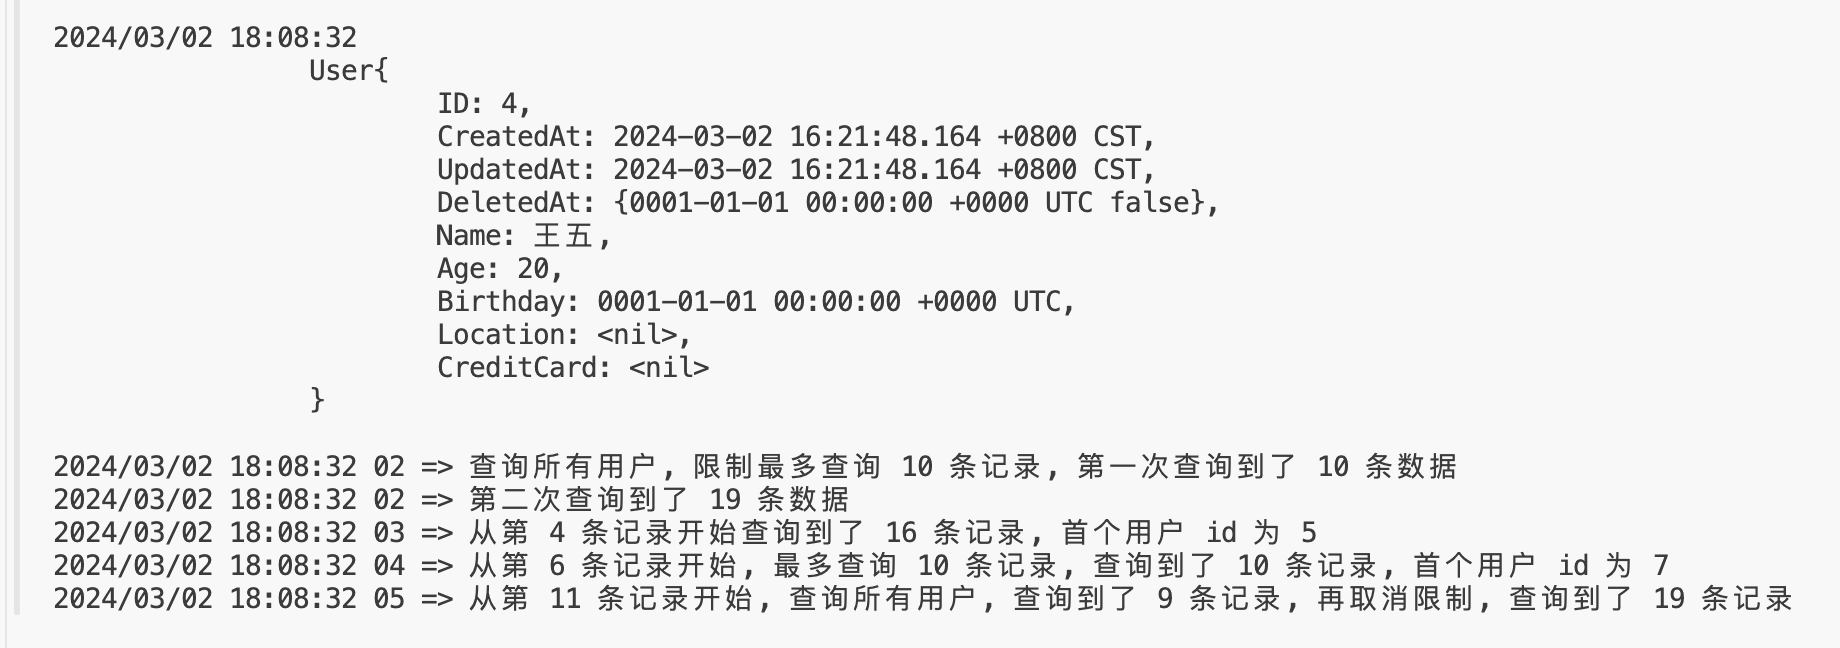 2024/03/02 18:08:32
User{
ID: 4,
CreatedAt: 2024-03-02 16:21:48.164 +0800 CST,
UpdatedAt: 2024-03-02 16:21:48.164 +0800 CST,
DeletedAt: {0001-01-01 00:00:00 +0000 UTC false},
Name: 王五,
Age: 20,
Birthday: 0001-01-01 00:00:00 +0000 UTC,
Location: <nil>,
CreditCard: <nil>
}
2024/03/02 18:08:32 02 => 查询所有用户, 限制最多查询 10 条记录, 第一次查询到了 10 条数据
2024/03/02 18:08:32 02 => 第二次查询到了 19 条数据
2024/03/02 18:08:32 03 => 从第 4 条记录开始查询到了 16 条记录, 首个用户 id 为 5
2024/03/02 18:08:32 04 => 从第 6 条记录开始, 最多查询 10 条记录, 查询到了 10 条记录, 首个用户 id 为 7
2024/03/02 18:08:32 05 => 从第 11 条记录开始, 查询所有用户, 查询到了 9 条记录, 再取消限制, 查询到了 19 条记录